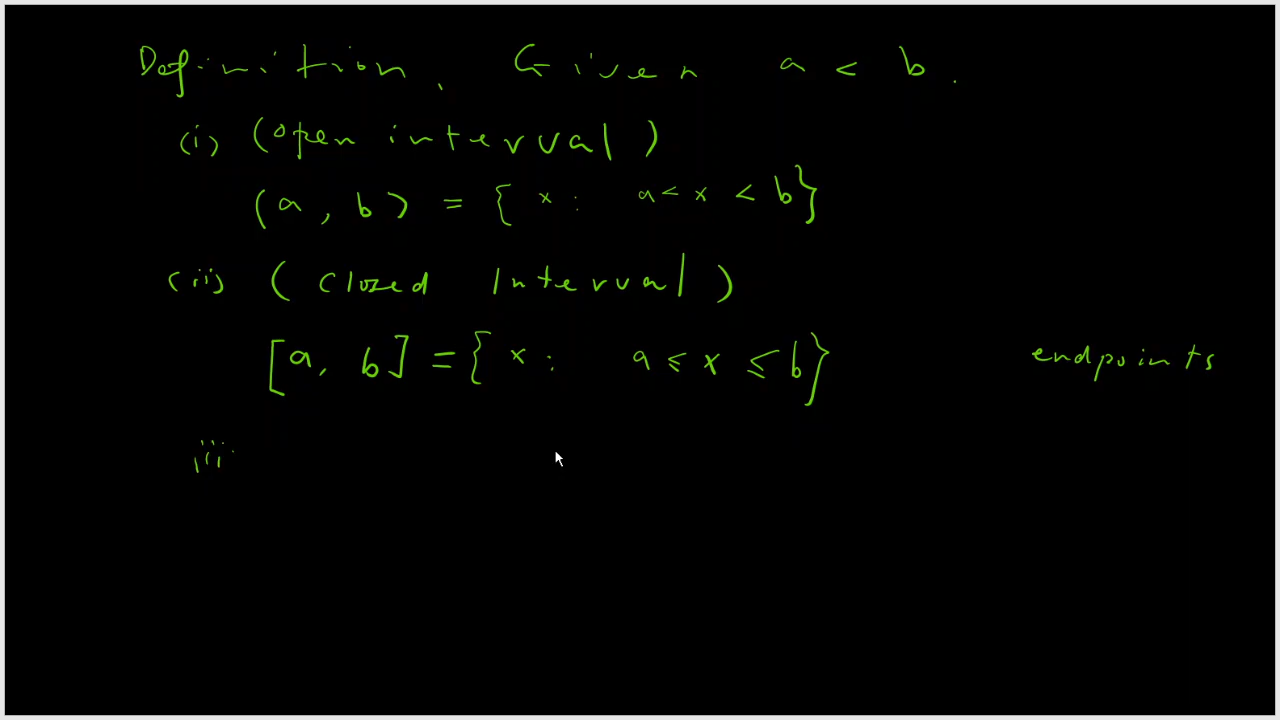 Definition. Given a < b.
(i) (open interval)
(a, b) = { x : a < x < b}
(ii) (closed Interval)
[a, b] = { x : a ≤ x ≤ b} endpoints
iii